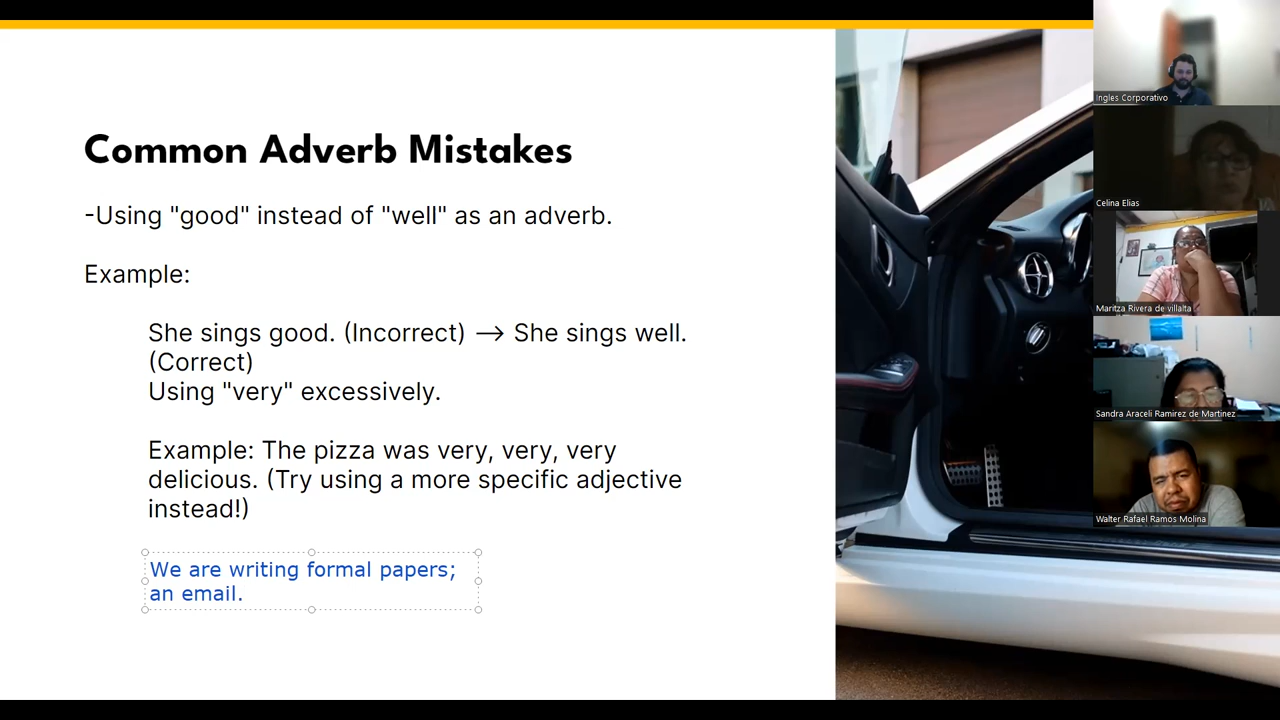 Common Adverb Mistakes
-Using "good" instead of "well" as an adverb.
Example:
She sings good. (Incorrect) → She sings well.
(Correct)
Using "very" excessively.
Example: The pizza was very, very, very
delicious. (Try using a more specific adjective
instead!)
We are writing formal papers;
an email.
Ingles Corporativo
Celina Elias
Maritza Rivera de villalta
Sandra Araceli Ramirez de Martinez
Walter Rafael Ramos Molina